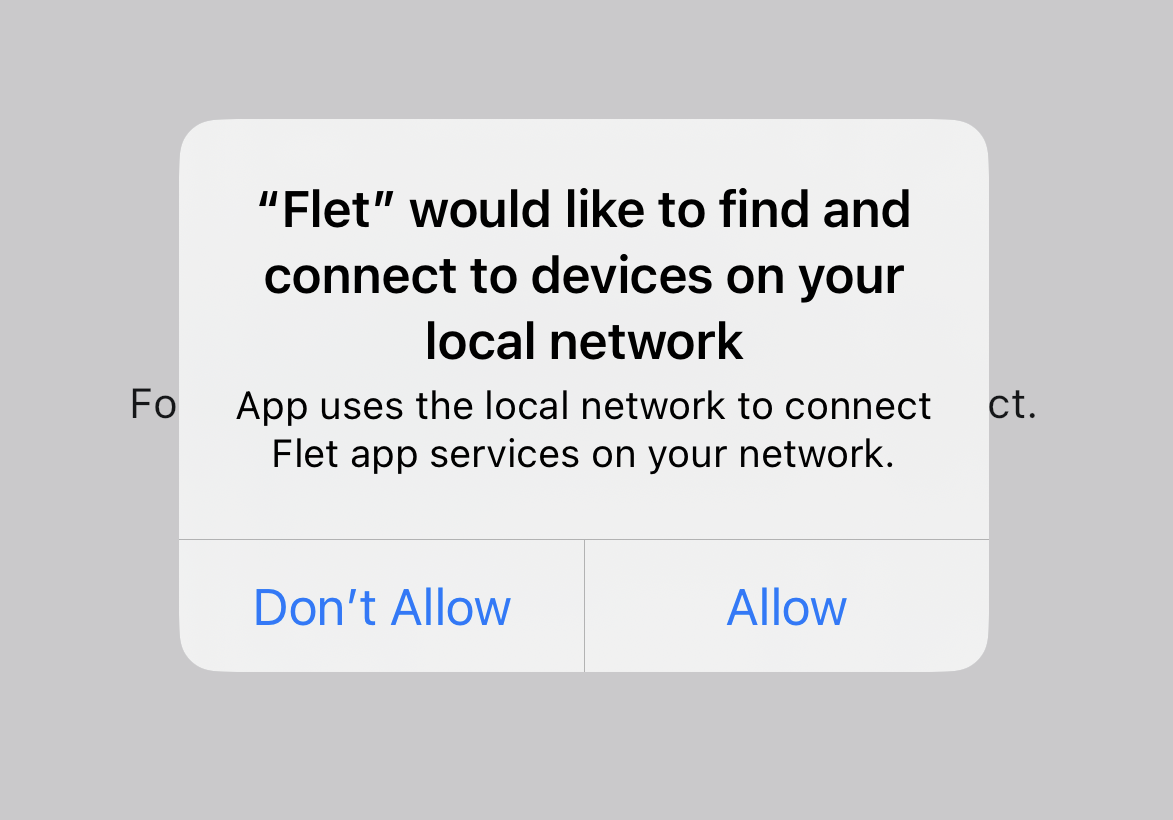 “Flet” would like to find and
connect to devices on your
local network
Fo
App uses the local network to connect
ct.
Flet app services on your network.
Don’t Allow
Allow